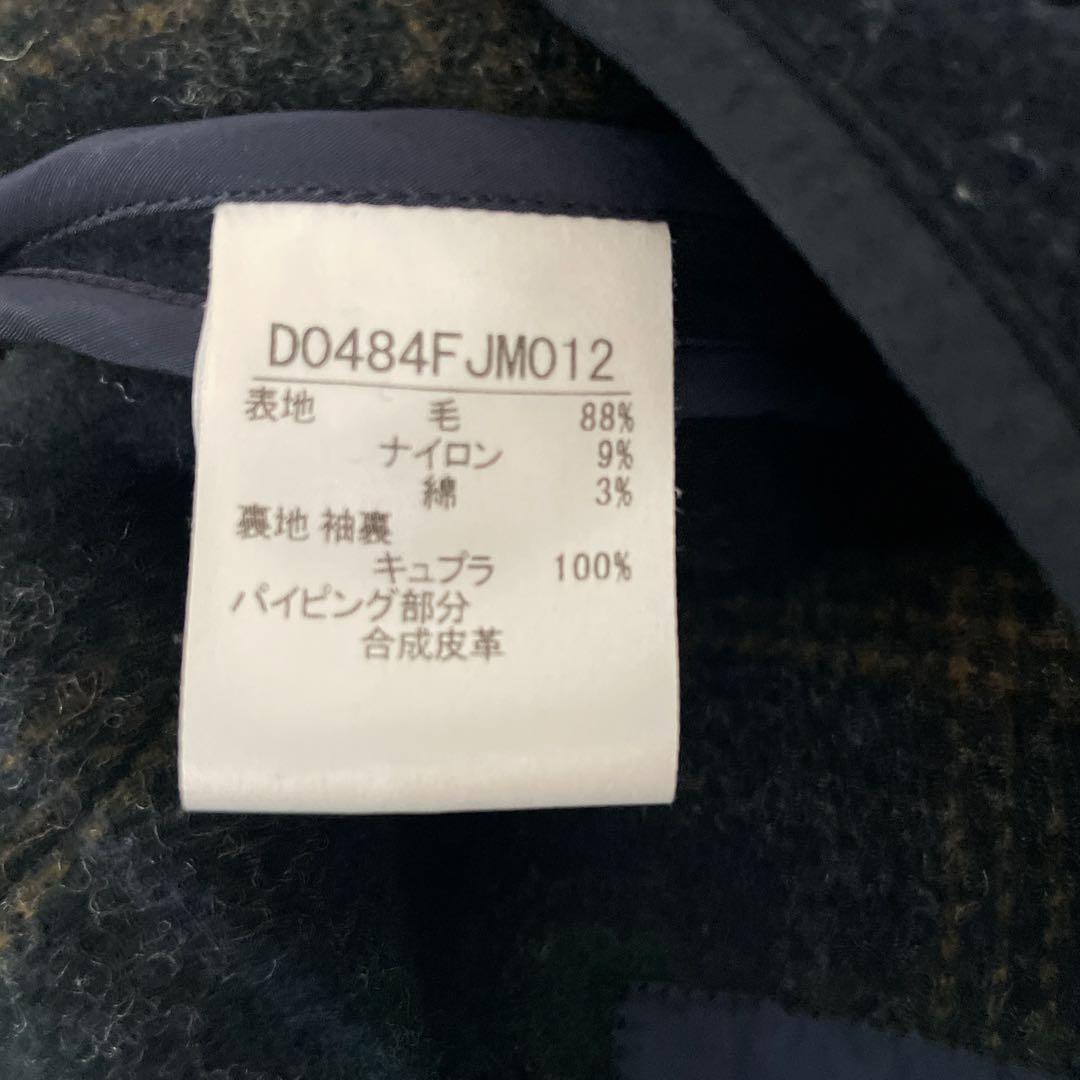 D0484FJM012
表地 毛 88%
ナイロン 9%
綿 3%
裏地 袖裏
キュプラ 100%
パイピング部分
合成皮革